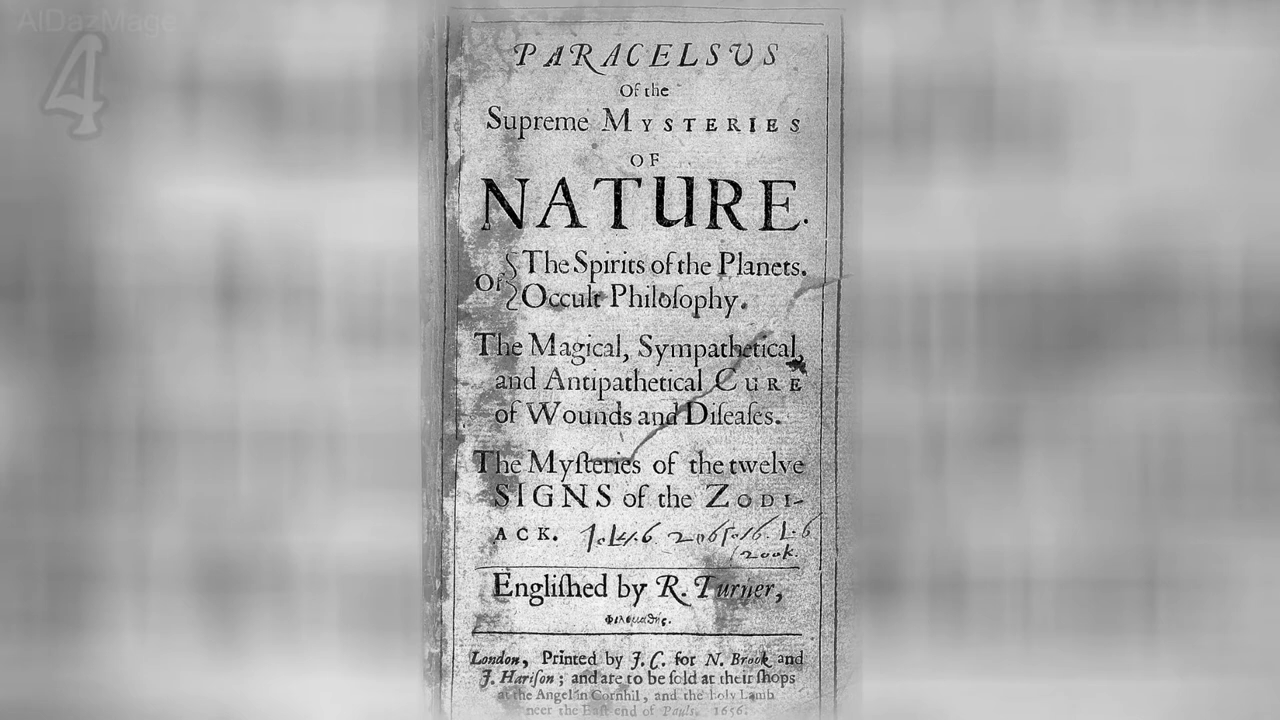 AlDazMage
4
PARACELSUS
Of the
Supreme MYSTERIES
OF
NATURE.
Of { The Spirits of the Planets.
Occult Philoſophy.
The Magical, Sympathetical,
and Antipathetical CURE
of Wounds and Diſeaſes.
The Myſteries of the twelve
SIGNS of the ZODI-
ACK.
Engliſhed by R. Turner,
Φιλομαθής.
London, Printed by J. C. for N. Brook and
J. Hariſon; and are to be ſold at their ſhops
at the Angel in Cornhil, and the holy Lamb
neer the Eaſt end of Pauls. 1656.